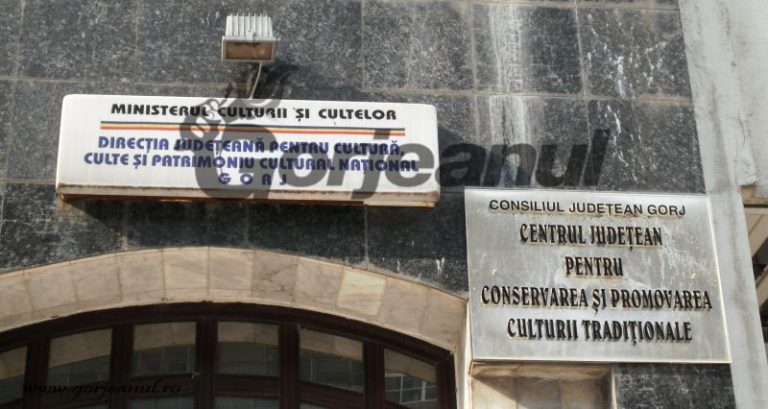 MINISTERUL CULTURII ȘI CULTELOR
DIRECȚIA JUDEȚEANĂ PENTRU CULTURĂ,
CULTE ȘI PATRIMONIU CULTURAL NAȚIONAL
GORJ
gorjeanul
CONSILIUL JUDEȚEAN GORJ
CENTRUL JUDEȚEAN
PENTRU
CONSERVAREA ȘI PROMOVAREA
CULTURII TRADIȚIONALE
www.gorjeanul.ro